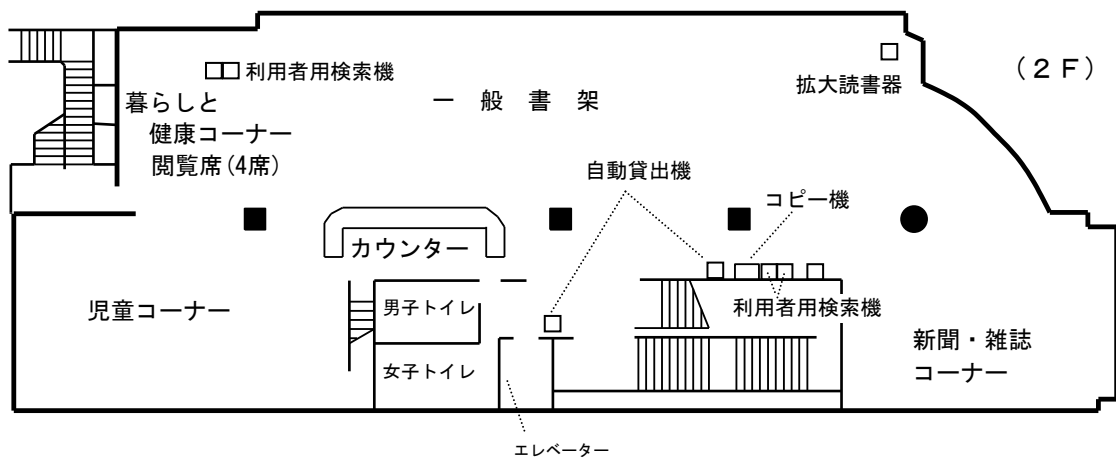 （２Ｆ）
利用者用検索機
拡大読書器
一 般 書 架
暮らしと
健康コーナー
閲覧席(4席)
自動貸出機
コピー機
カウンター
児童コーナー
男子トイレ
利用者用検索機
新聞・雑誌
コーナー
女子トイレ
エレベーター